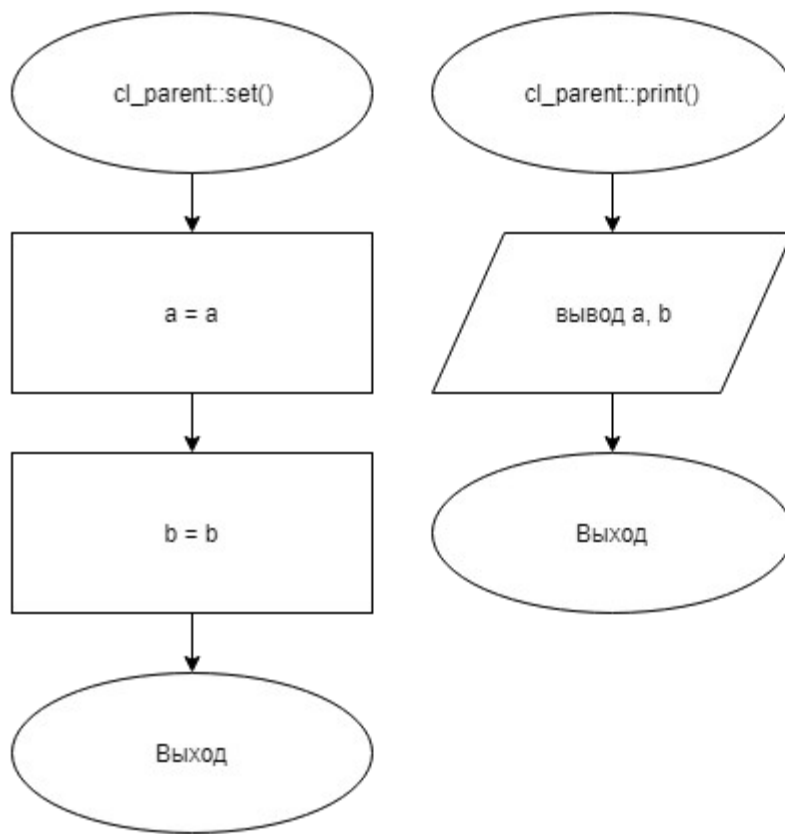 cl_parent::set()
a = a
b = b
Выход
cl_parent::print()
вывод a, b
Выход